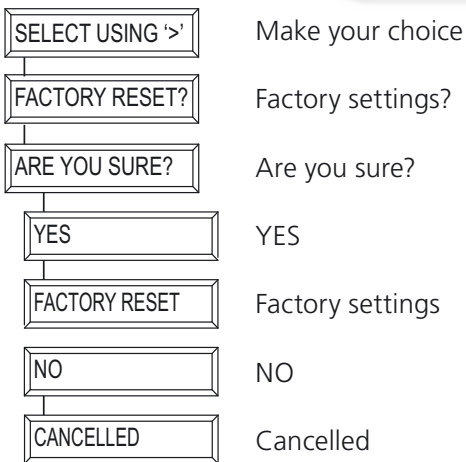 SELECT USING ‘>’ Make your choice
FACTORY RESET? Factory settings?
ARE YOU SURE? Are you sure?
YES YES
FACTORY RESET Factory settings
NO NO
CANCELLED Cancelled